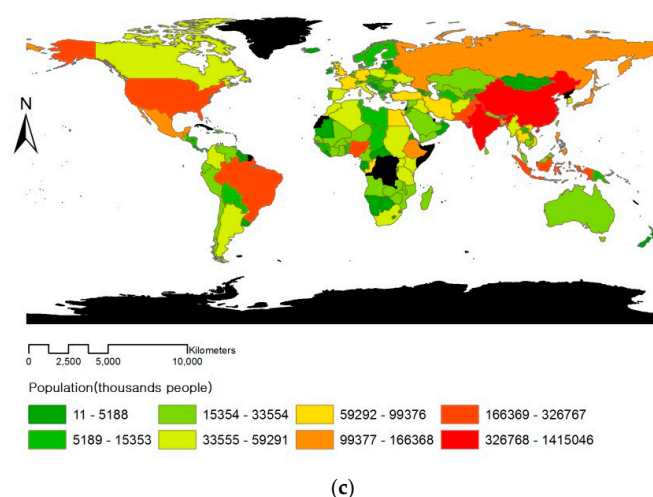 N
Kilometers
0 2,500 5,000 10,000
Population(thousands people)
11 - 5188 15354 - 33554 59292 - 99376 166369 - 326767
5189 - 15353 33555 - 59291 99377 - 166368 326768 - 1415046
(c)